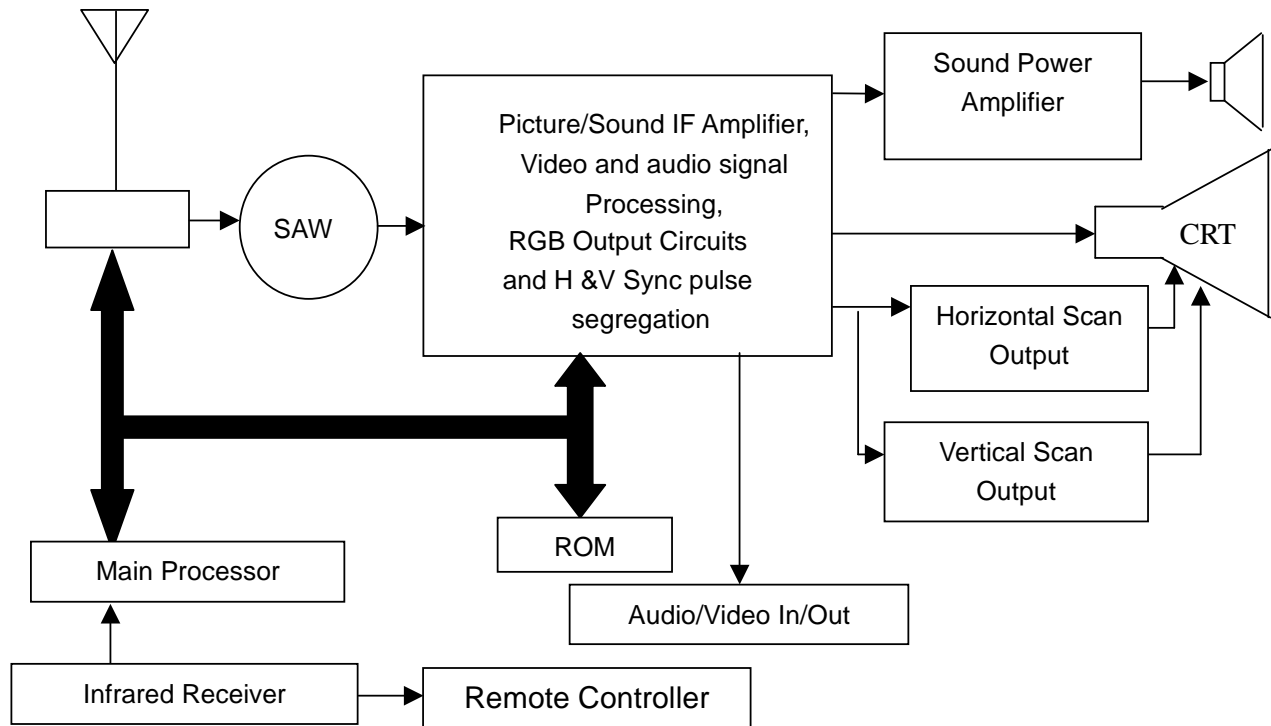 Sound Power
Amplifier
Picture/Sound IF Amplifier,
Video and audio signal
Processing,
RGB Output Circuits
and H &V Sync pulse
segregation
SAW
CRT
Horizontal Scan
Output
Vertical Scan
Output
ROM
Main Processor
Audio/Video In/Out
Infrared Receiver
Remote Controller